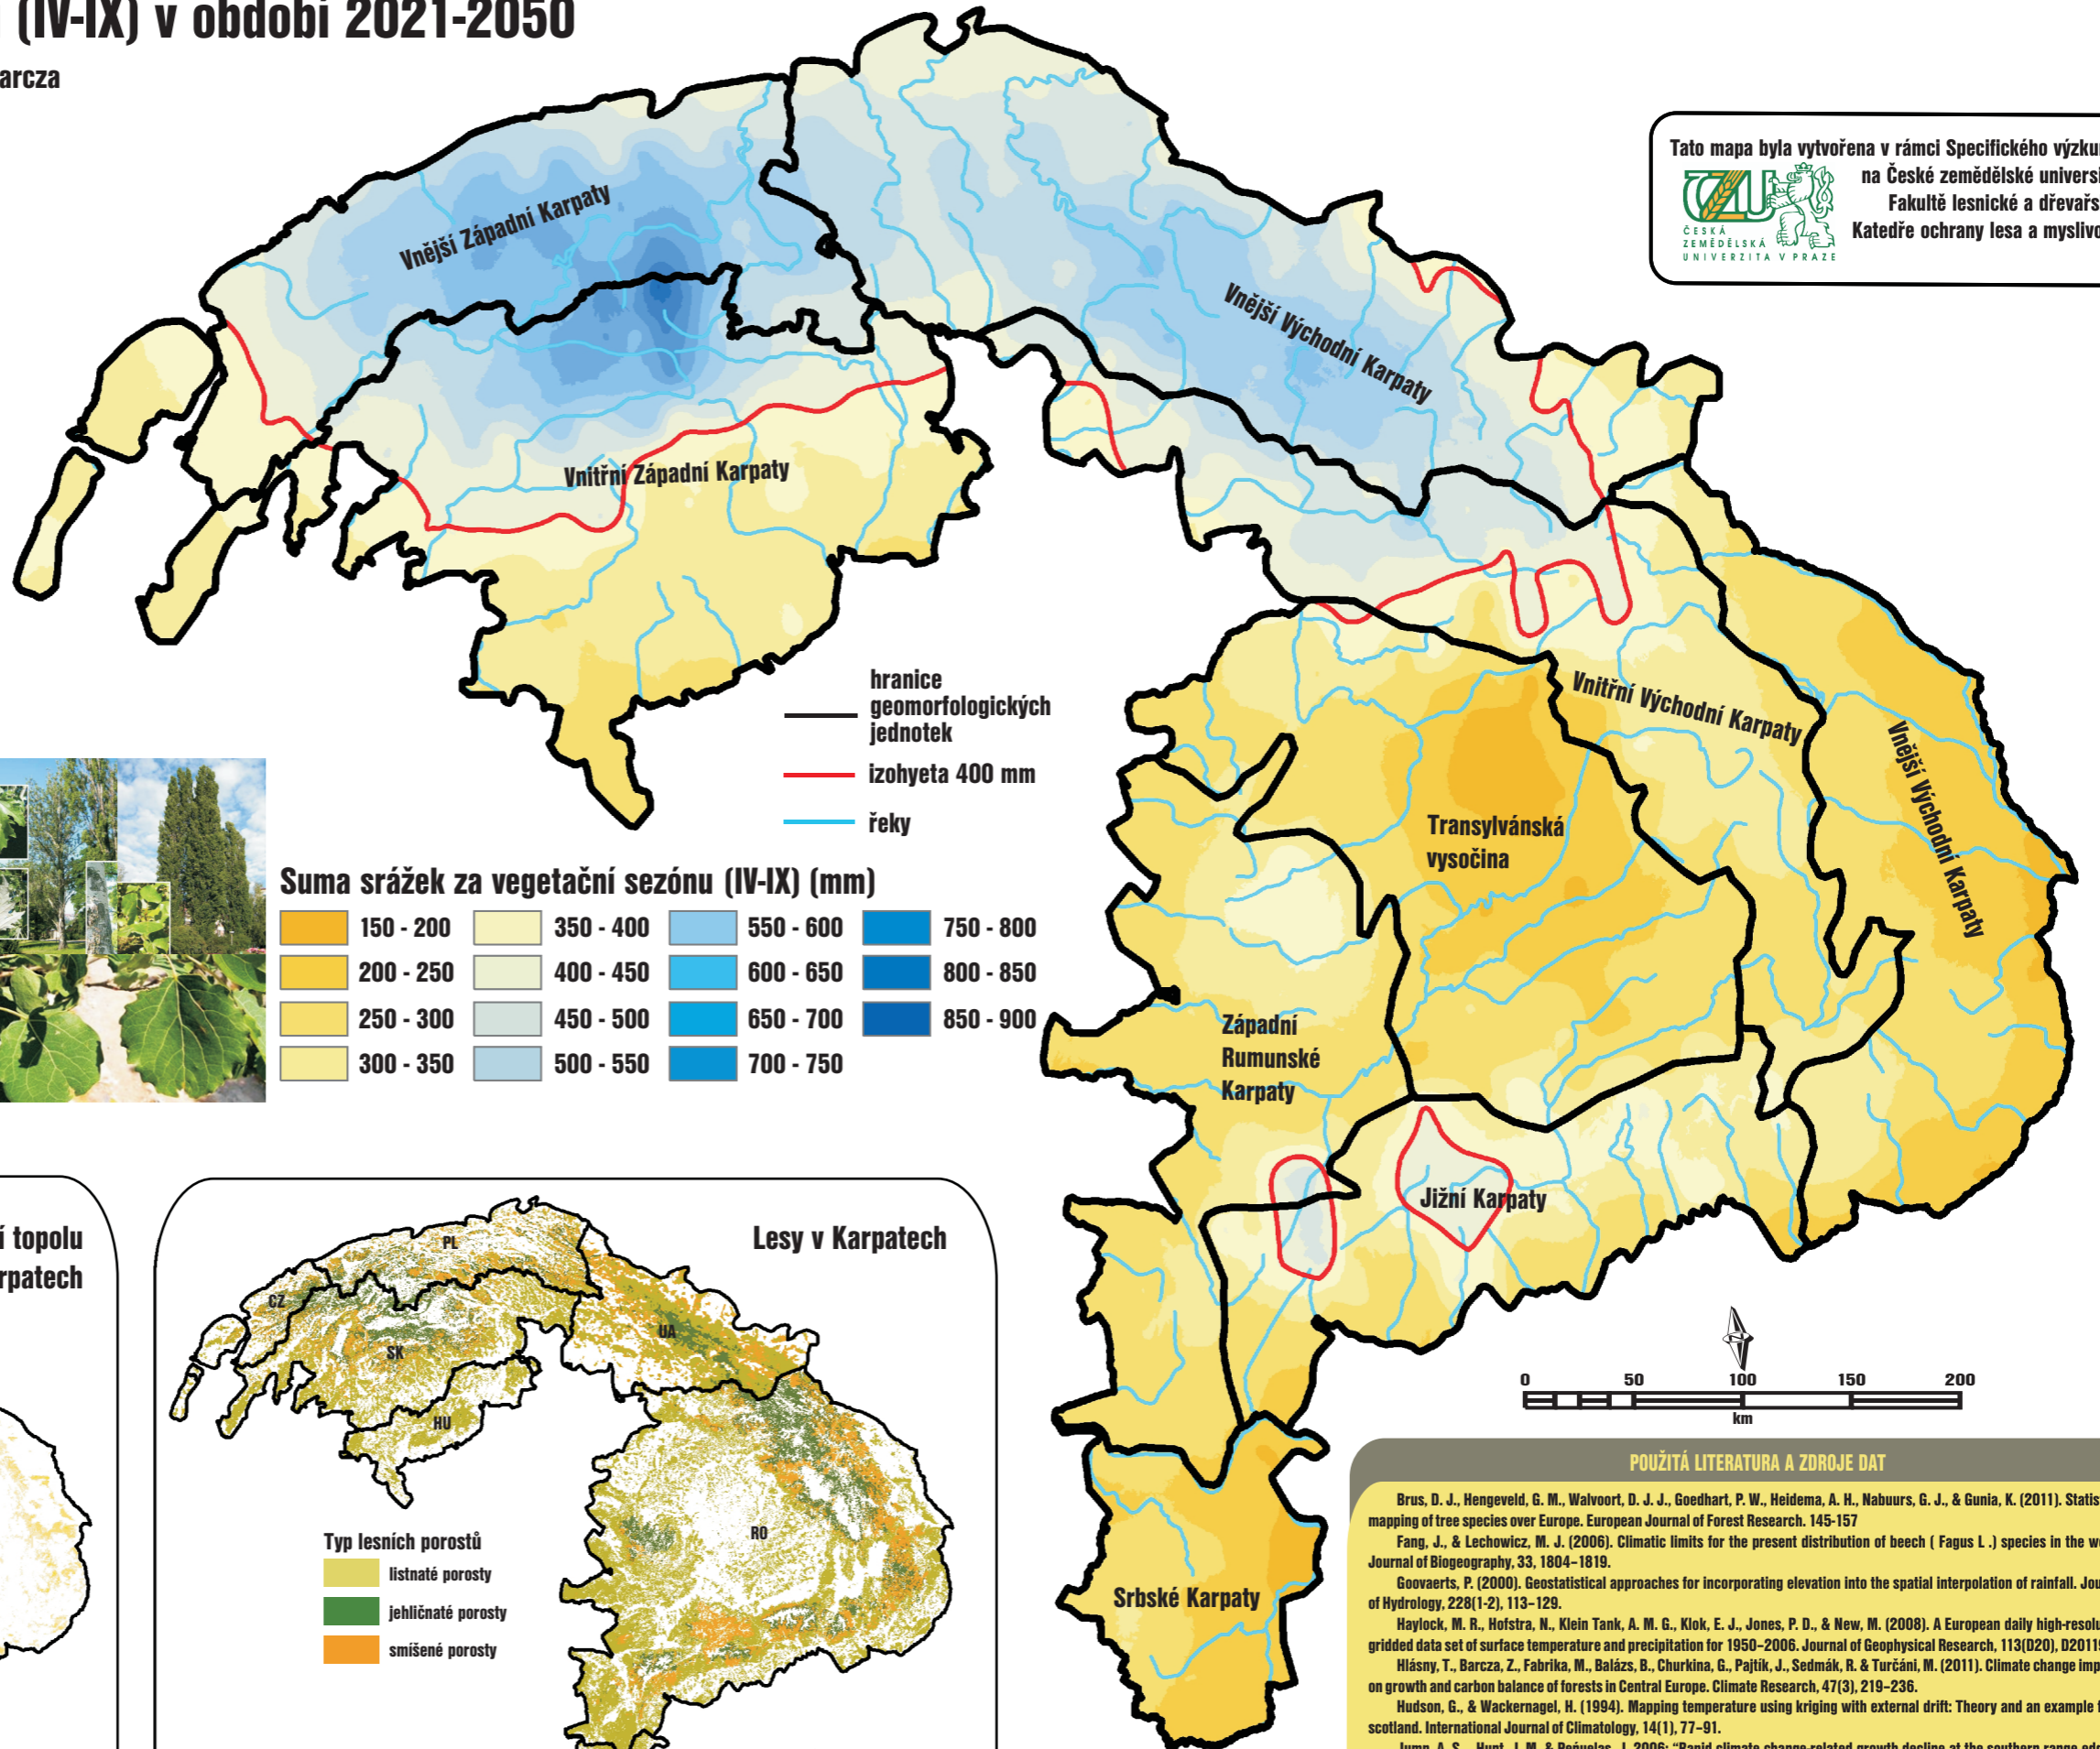 (IV-IX) v období 2021-2050
arcza
Tato mapa byla vytvořena v rámci Specifického
na České zemědělské
Fakultě lesnické a
Katedře ochrany lesa a
ČESKÁ
ZEMĚDĚLSKÁ
UNIVERZITA V PRAZE
Vnější Západní Karpaty
Vnější Východní Karpaty
Vnitřní Západní Karpaty
Vnitřní Východní Karpaty
Vnější Východní Karpaty
Transylvánská
vysočina
Západní
Rumunské
Karpaty
Jižní Karpaty
Srbské Karpaty
hranice
geomorfologických
jednotek
izohyeta 400 mm
řeky
Suma srážek za vegetační sezónu (IV-IX) (mm)
150 - 200 350 - 400 550 - 600 750 - 800
200 - 250 400 - 450 600 - 650 800 - 850
250 - 300 450 - 500 650 - 700 850 - 900
300 - 350 500 - 550 700 - 750
í topolu
rpatech
Lesy v Karpatech
PL
CZ
SK
UA
HU
RO
Typ lesních porostů
listnaté porosty
jehličnaté porosty
smíšené porosty
0 50 100 150 200
km
POUŽITÁ LITERATURA A ZDROJE DAT
Brus, D. J., Hengeveld, G. M., Walvoort, D. J. J., Goedhart, P. W., Heidema, A. H., Nabuurs, G. J., & Gunia, K. (2011). Statis
mapping of tree species over Europe. European Journal of Forest Research. 145-157
Fang, J., & Lechowicz, M. J. (2006). Climatic limits for the present distribution of beech ( Fagus L .) species in the w
Journal of Biogeography, 33, 1804–1819.
Goovaerts, P. (2000). Geostatistical approaches for incorporating elevation into the spatial interpolation of rainfall. Jou
of Hydrology, 228(1-2), 113–129.
Haylock, M. R., Hofstra, N., Klein Tank, A. M. G., Klok, E. J., Jones, P. D., & New, M. (2008). A European daily high-resolu
gridded data set of surface temperature and precipitation for 1950–2006. Journal of Geophysical Research, 113(D20), D2011
Hlásny, T., Barcza, Z., Fabrika, M., Balázs, B., Churkina, G., Pajtík, J., Sedmák, R. & Turčáni, M. (2011). Climate change imp
on growth and carbon balance of forests in Central Europe. Climate Research, 47(3), 219–236.
Hudson, G., & Wackernagel, H. (1994). Mapping temperature using kriging with external drift: Theory and an example
scotland. International Journal of Climatology, 14(1), 77–91.
Jump, A. S., Hunt, J. M. & Peñuelas, J. 2006: "Rapid climate change-related growth decline at the southern range